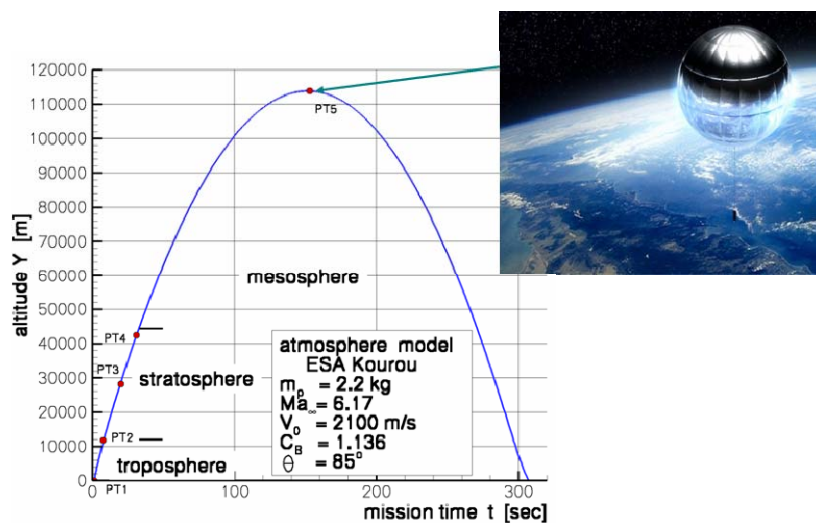 120000
110000
100000
90000
80000
70000
60000
50000
40000
30000
20000
10000
0
altitude Y [m]
PT5
mesosphere
PT4
PT3
stratosphere
PT2
troposphere
PT1
atmosphere model
ESA Kourou
mₚ = 2.2 kg
Ma∞ = 6.17
V₀ = 2100 m/s
C_B = 1.136
θ = 85°
0 100 200 300
mission time t [sec]